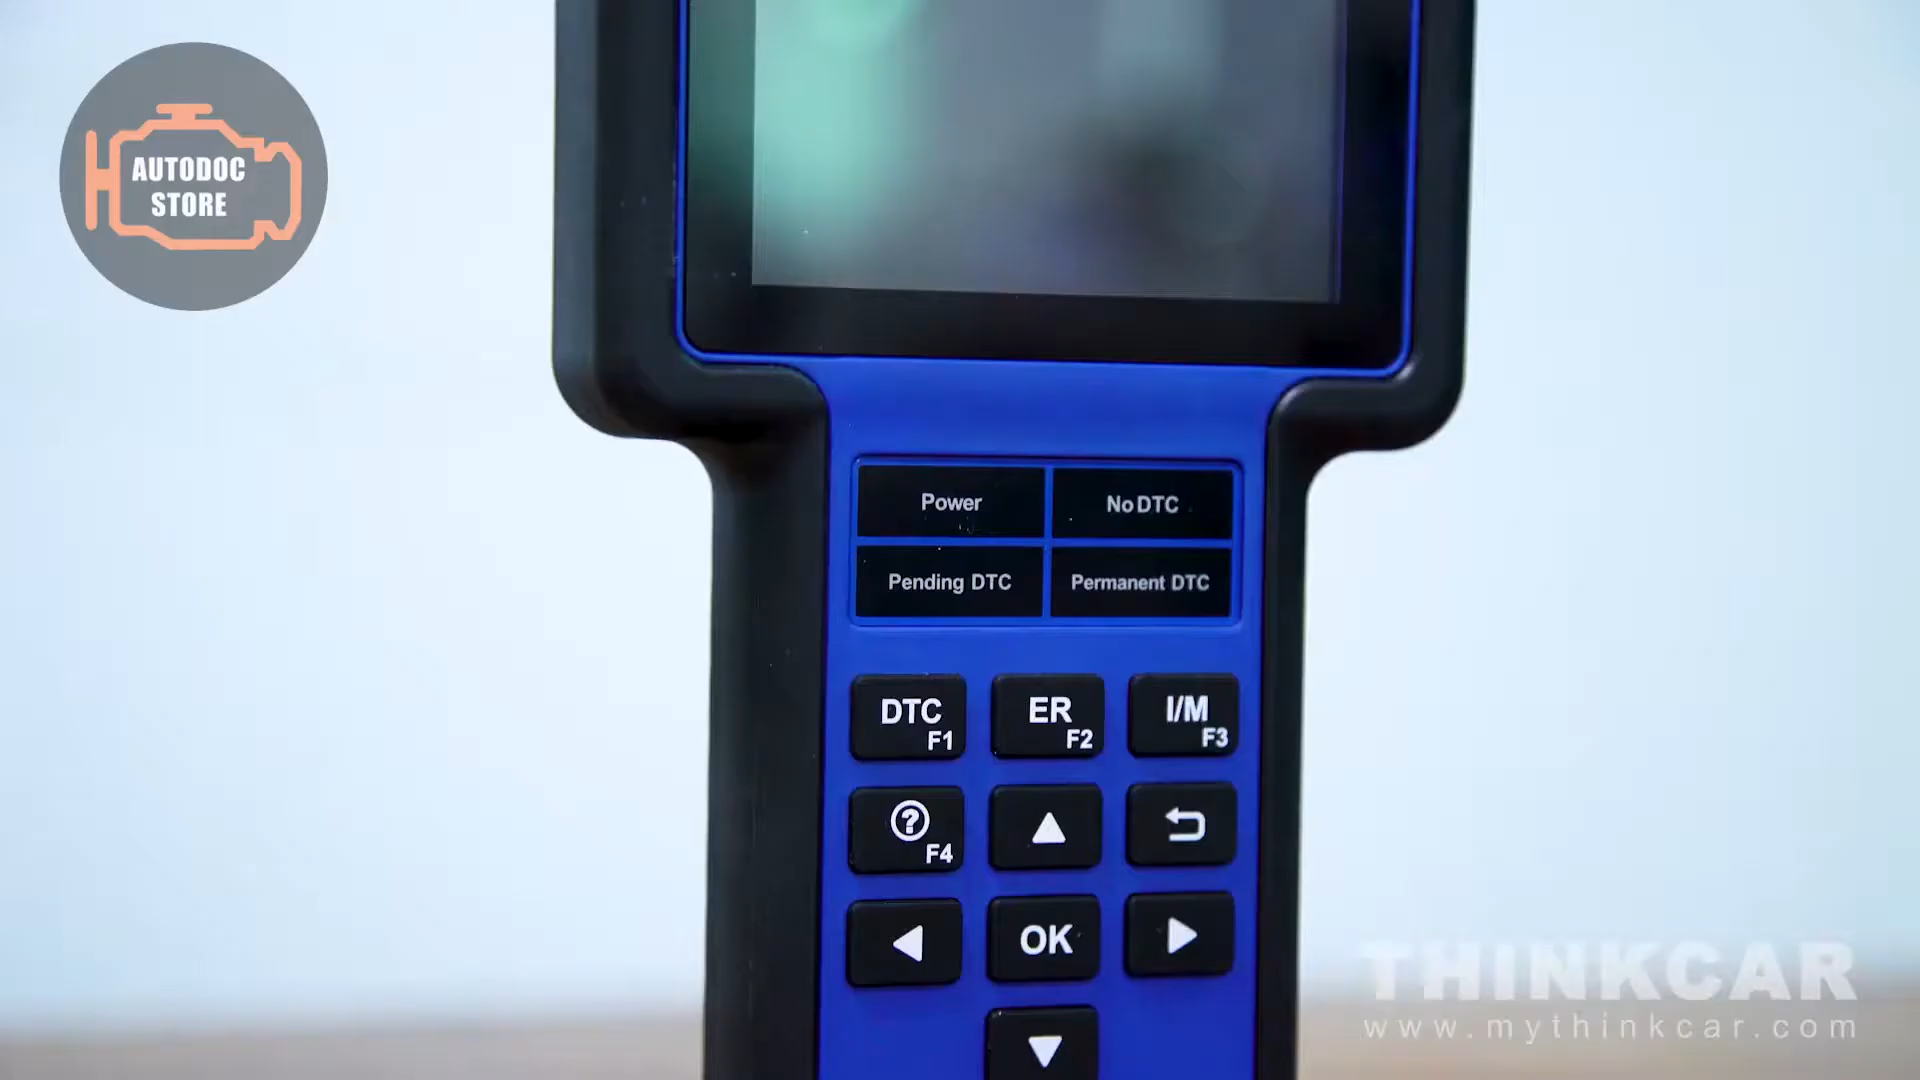 AUTODOC
STORE
Power
No DTC
Pending DTC
Permanent DTC
DTC
F1
ER
F2
I/M
F3
?
F4
OK
THINKCAR
www.mythinkcar.com